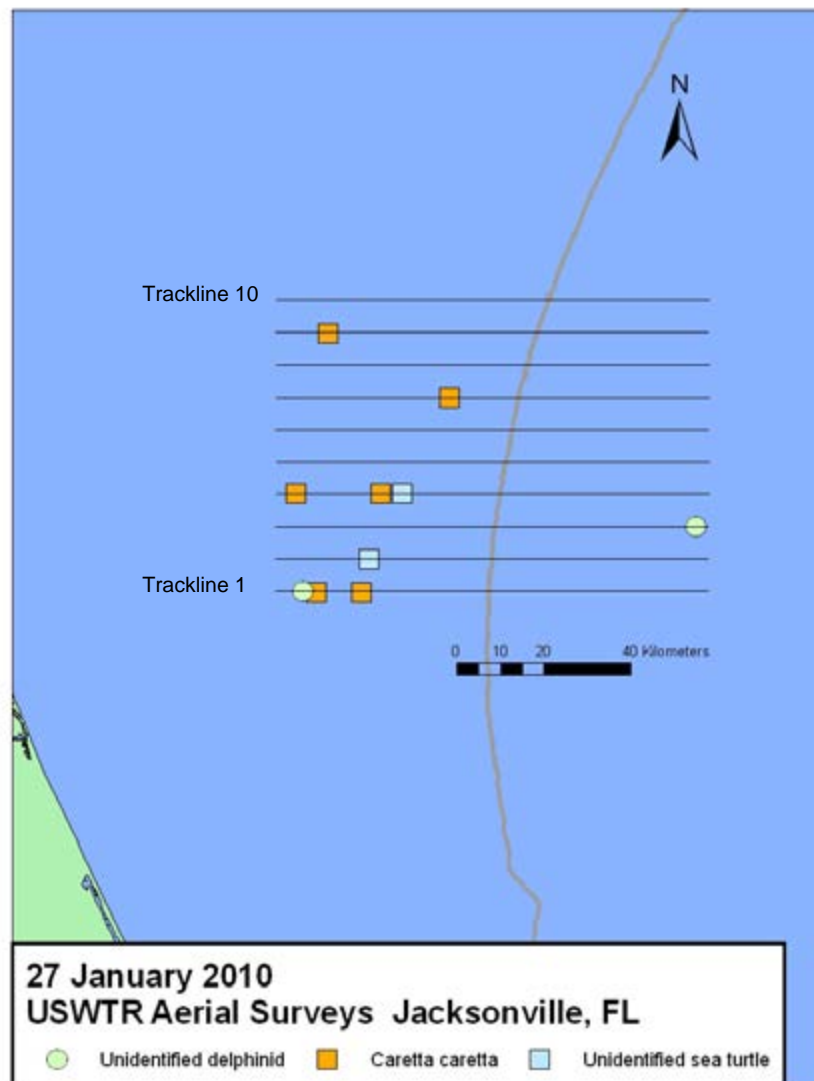 N
Trackline 10
Trackline 1
0 10 20 40 Kilometers
27 January 2010
USWTR Aerial Surveys Jacksonville, FL
Unidentified delphinid Caretta caretta Unidentified sea turtle